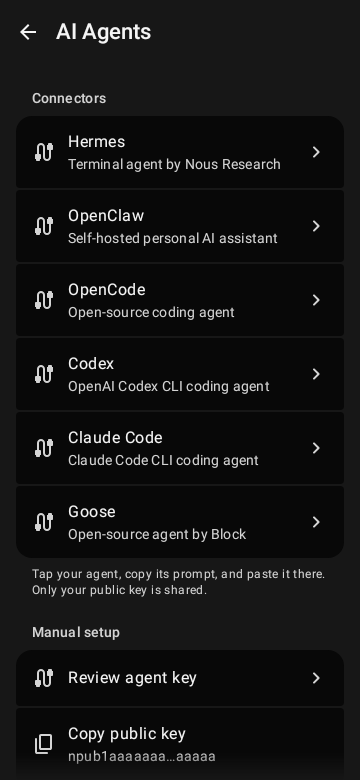 AI Agents
Connectors
Hermes
Terminal agent by Nous Research
OpenClaw
Self-hosted personal AI assistant
OpenCode
Open-source coding agent
Codex
OpenAI Codex CLI coding agent
Claude Code
Claude Code CLI coding agent
Goose
Open-source agent by Block
Tap your agent, copy its prompt, and paste it there.
Only your public key is shared.
Manual setup
Review agent key
Copy public key
npub1aaaaaaa…aaaaa